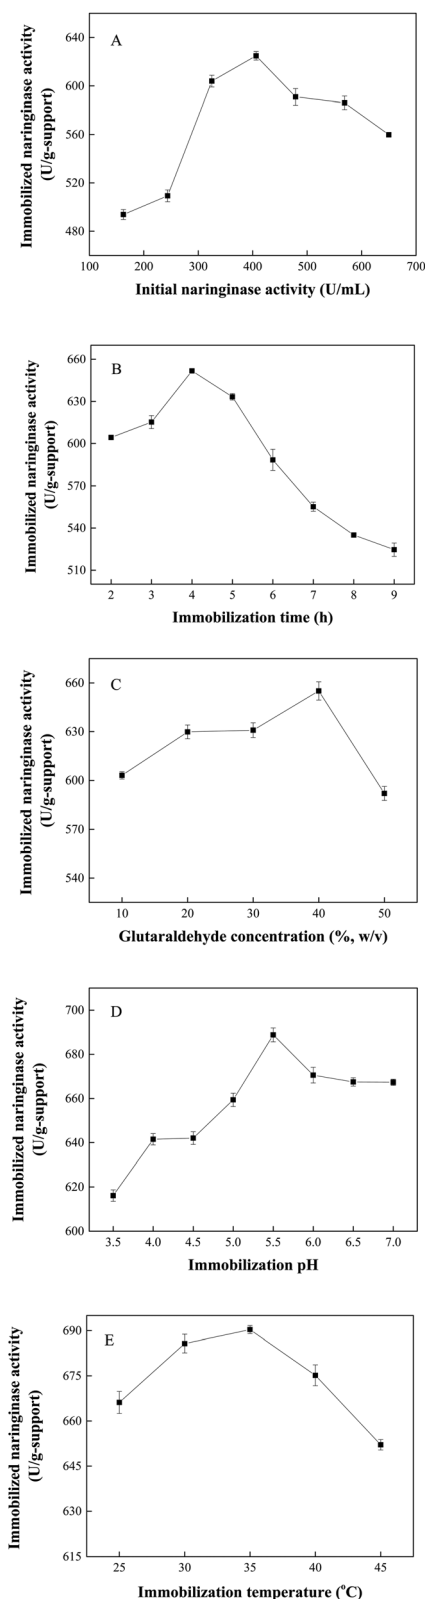 A
Immobilized naringinase activity
(U/g-support)
640
600
560
520
480
100 200 300 400 500 600 700
Initial naringinase activity (U/mL)
B
Immobilized naringinase activity
(U/g-support)
660
630
600
570
540
510
2 3 4 5 6 7 8 9
Immobilization time (h)
C
Immobilized naringinase activity
(U/g-support)
660
630
600
570
540
10 20 30 40 50
Glutaraldehyde concentration (%, w/v)
D
Immobilized naringinase activity
(U/g-support)
700
680
660
640
620
600
3.5 4.0 4.5 5.0 5.5 6.0 6.5 7.0
Immobilization pH
E
Immobilized naringinase activity
(U/g-support)
690
675
660
645
630
615
25 30 35 40 45
Immobilization temperature (°C)